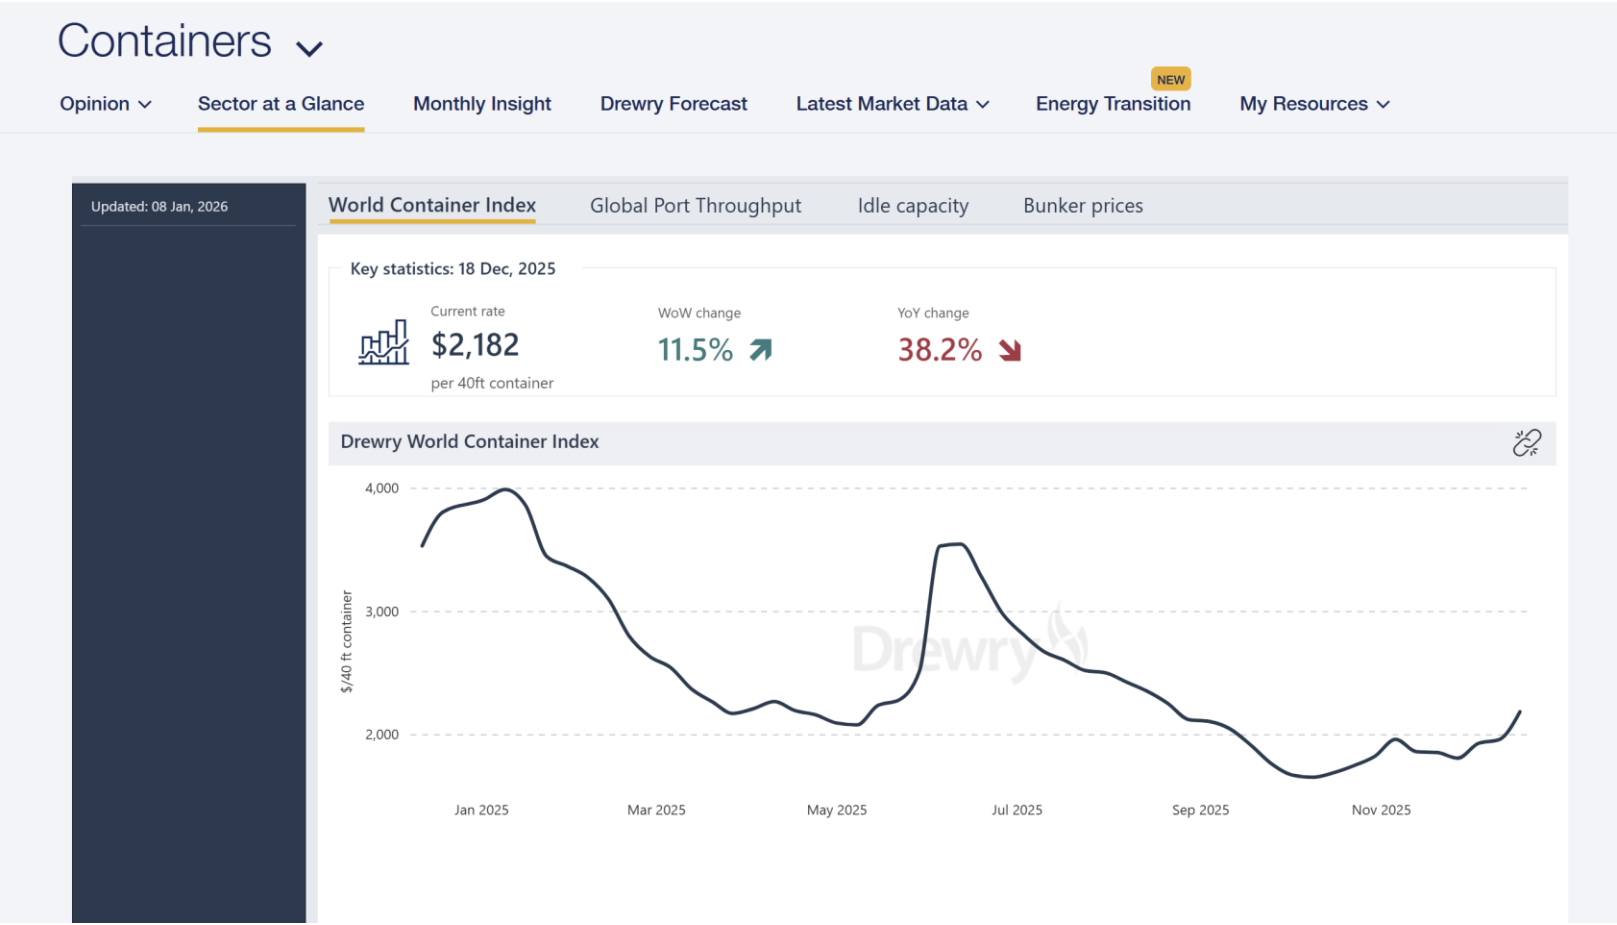 Containers
NEW
Opinion
Sector at a Glance
Monthly Insight
Drewry Forecast
Latest Market Data
Energy Transition
My Resources
Updated: 08 Jan, 2026
World Container Index
Global Port Throughput
Idle capacity
Bunker prices
Key statistics: 18 Dec, 2025
Current rate
$2,182
per 40ft container
WoW change
11.5%
YoY change
38.2%
Drewry World Container Index
4,000
3,000
2,000
$/40 ft container
Drewry
Jan 2025
Mar 2025
May 2025
Jul 2025
Sep 2025
Nov 2025